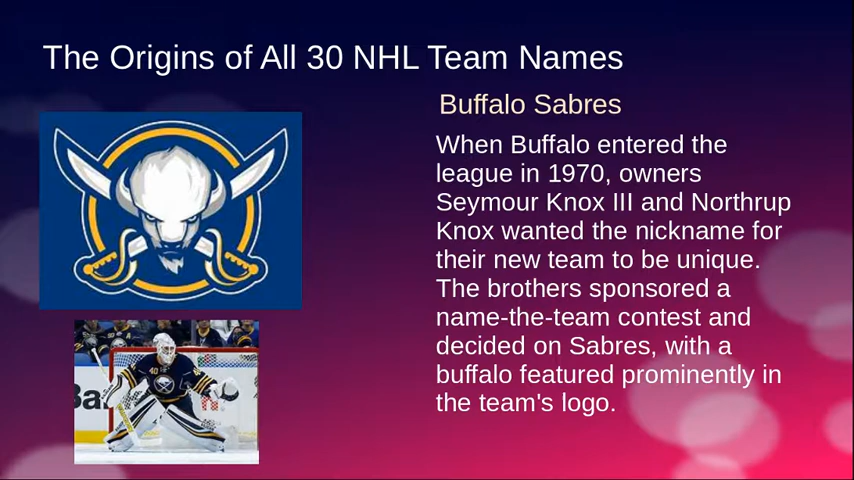 The Origins of All 30 NHL Team Names
Buffalo Sabres
When Buffalo entered the
league in 1970, owners
Seymour Knox III and Northrup
Knox wanted the nickname for
their new team to be unique.
The brothers sponsored a
name-the-team contest and
decided on Sabres, with a
buffalo featured prominently in
the team's logo.
40
Ba